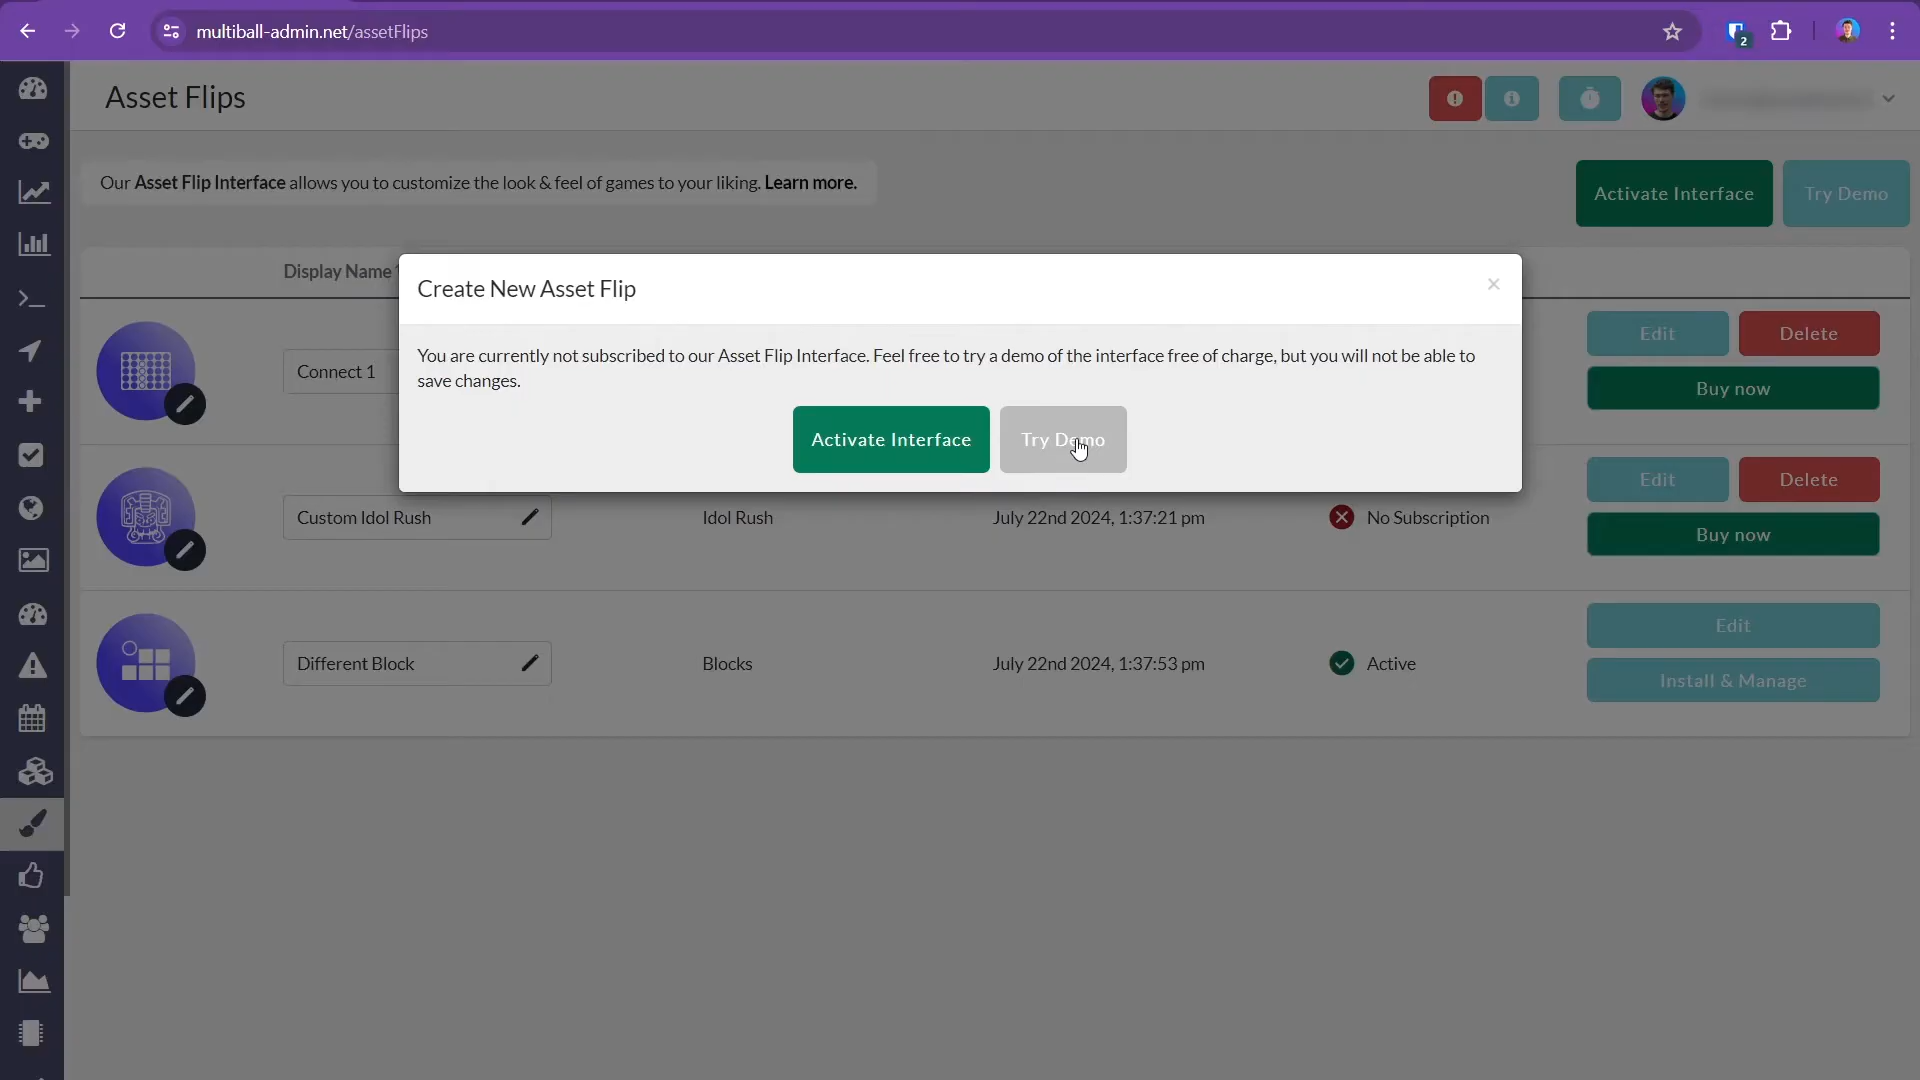 multiball-admin.net/assetFlips
2
Asset Flips
Our Asset Flip Interface allows you to customize the look & feel of games to your liking. Learn more.
Activate Interface
Try Demo
Display Name
Create New Asset Flip
×
You are currently not subscribed to our Asset Flip Interface. Feel free to try a demo of the interface free of charge, but you will not be able to
save changes.
Activate Interface
Try Demo
Connect 1
Edit
Delete
Buy now
Custom Idol Rush
Idol Rush
July 22nd 2024, 1:37:21 pm
No Subscription
Edit
Delete
Buy now
Different Block
Blocks
July 22nd 2024, 1:37:53 pm
Active
Edit
Install & Manage